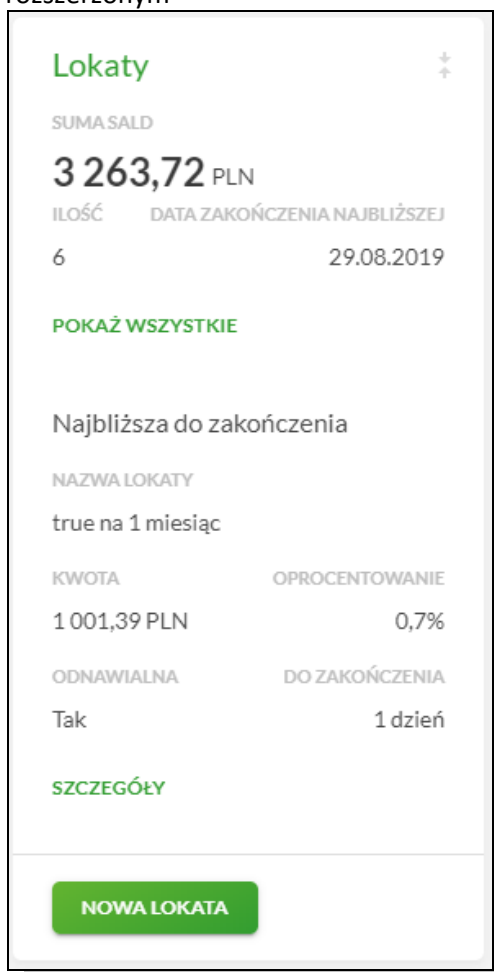 rozszerzonym
Lokaty
SUMA SALD
3 263,72 PLN
ILOŚĆ DATA ZAKOŃCZENIA NAJBLIŻSZEJ
6 29.08.2019
POKAŻ WSZYSTKIE
Najbliższa do zakończenia
NAZWA LOKATY
true na 1 miesiąc
KWOTA OPROCENTOWANIE
1 001,39 PLN 0,7%
ODNAWIALNA DO ZAKOŃCZENIA
Tak 1 dzień
SZCZEGÓŁY
NOWA LOKATA